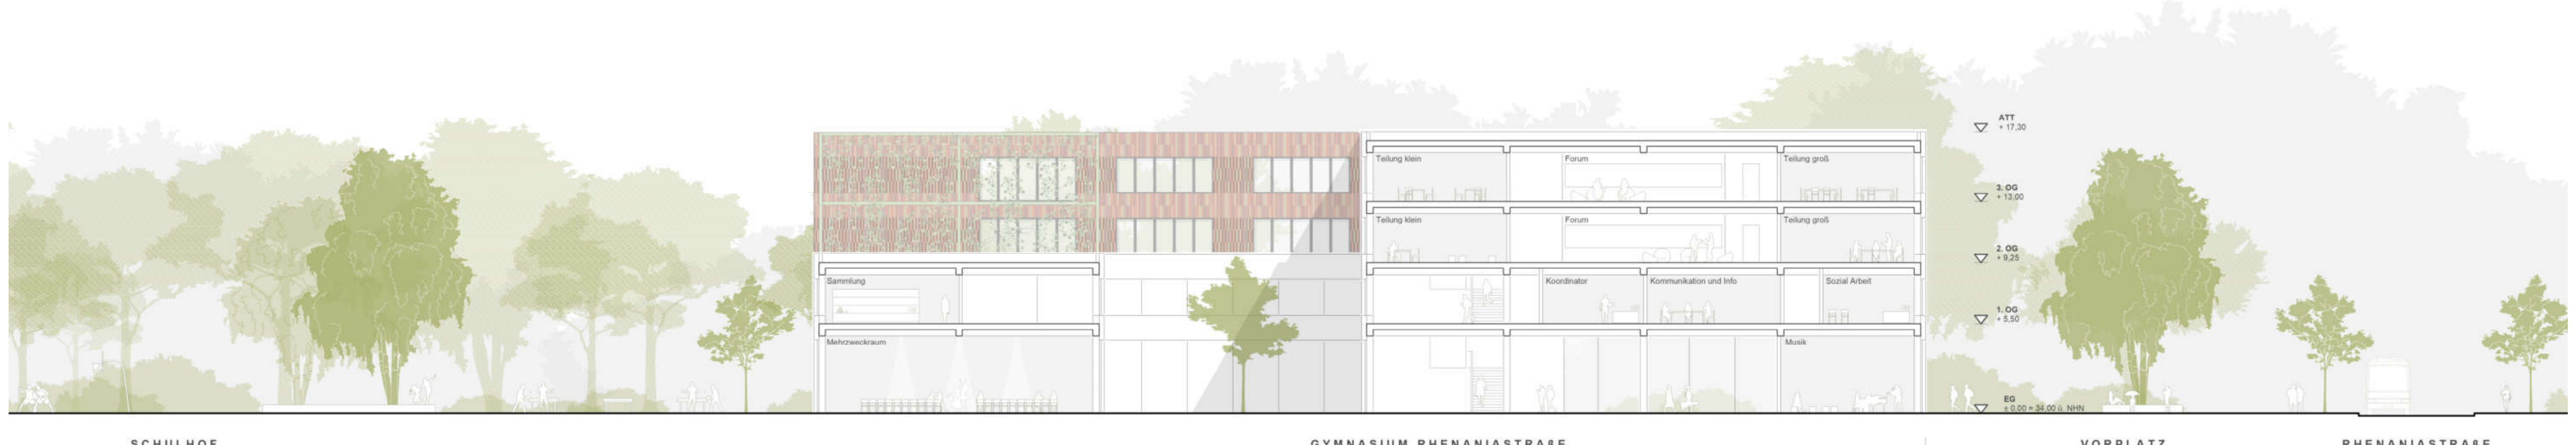 ATT
+ 17,30
Teilung klein
Forum
Teilung groß
3. OG
+ 13,00
Teilung klein
Forum
Teilung groß
2. OG
+ 9,25
Sammlung
Koordinator
Kommunikation und Info
Sozial Arbeit
1. OG
+ 5,50
Mehrzweckraum
Musik
EG
± 0,00 = 34,00 ü. NHN
SCHULHOF
GYMNASIUM RHENANIASTRAßE
VORPLATZ
RHENANIASTRAßE